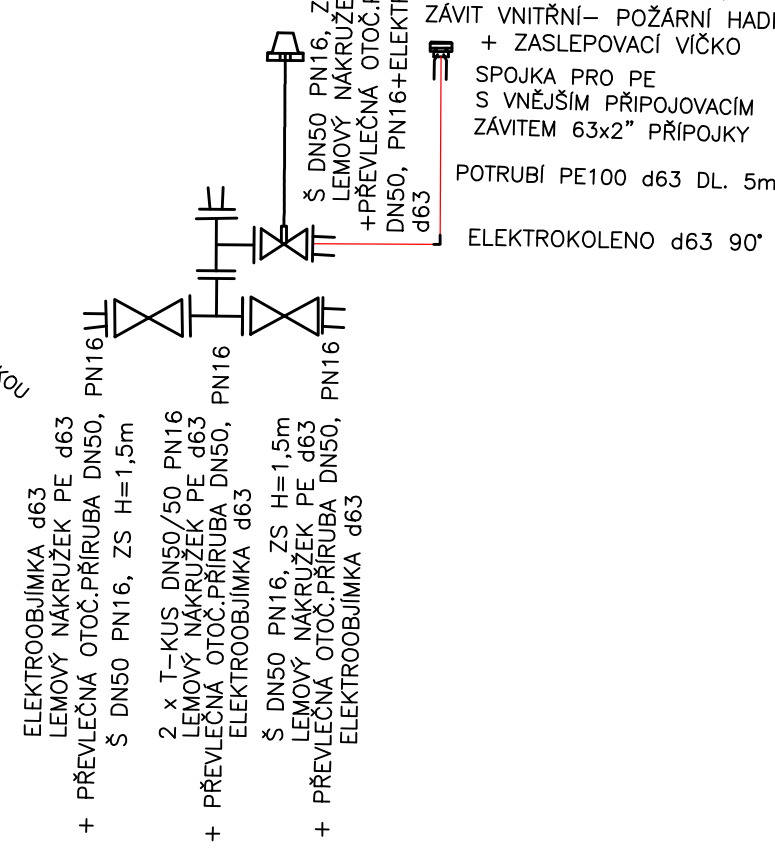 ZÁVIT VNITŘNÍ– POŽÁRNÍ
+ ZASLEPOVACÍ VÍČKO
SPOJKA PRO PE
S VNĚJŠÍM PŘIPOJOVACÍM
ZÁVITEM 63x2” PŘÍPOJKY
POTRUBÍ PE100 d63 DL. 5m
ELEKTROKOLENO d63 90°
Š DN50 PN16,
LEMOVÝ NÁKRUŽEK
+PŘEVLEČNÁ OTOČ.
DN50, PN16+
d63
ELEKTROOBJÍMKA d63
LEMOVÝ NÁKRUŽEK PE d63
+ PŘEVLEČNÁ OTOČ.PŘÍRUBA DN50, PN16
Š DN50 PN16, ZS H=1,5m
2 x T–KUS DN50/50 PN16
LEMOVÝ NÁKRUŽEK PE d63
+ PŘEVLEČNÁ OTOČ.PŘÍRUBA DN50, PN16
ELEKTROOBJÍMKA d63
Š DN50 PN16, ZS H=1,5m
LEMOVÝ NÁKRUŽEK PE d63
+ PŘEVLEČNÁ OTOČ.PŘÍRUBA DN50, PN16
ELEKTROOBJÍMKA d63